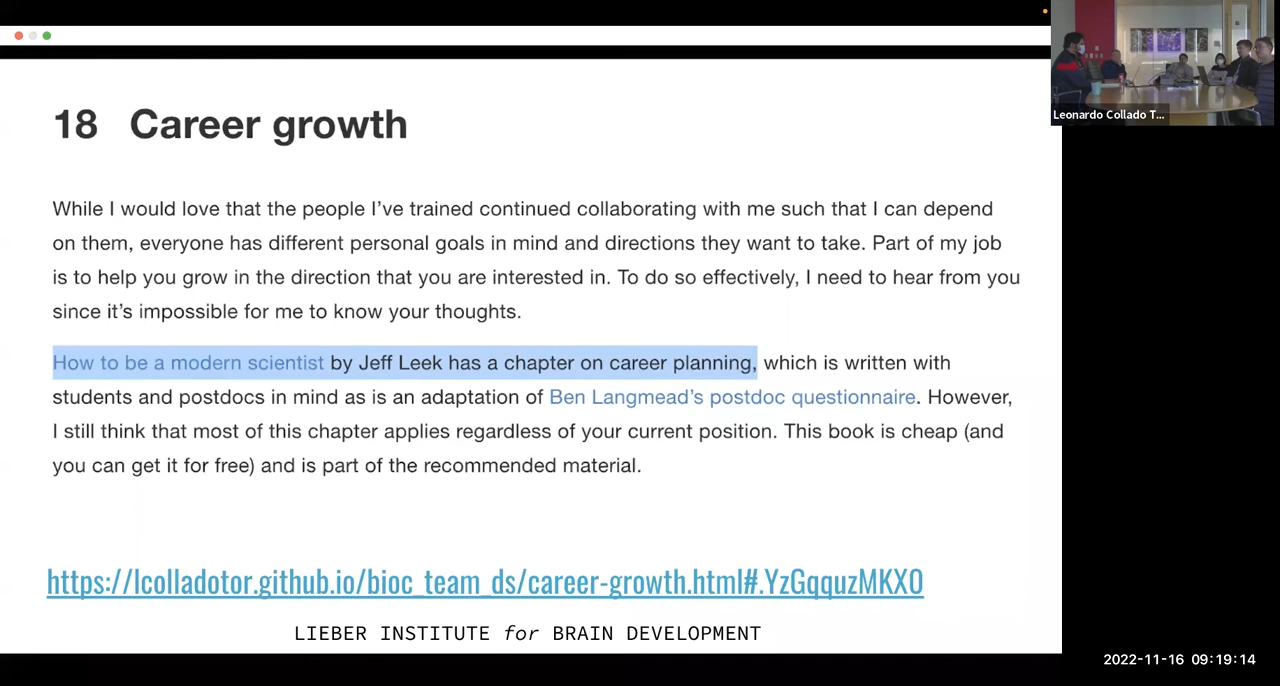 Leonardo Collado T...
18 Career growth
While I would love that the people I've trained continued collaborating with me such that I can depend
on them, everyone has different personal goals in mind and directions they want to take. Part of my job
is to help you grow in the direction that you are interested in. To do so effectively, I need to hear from you
since it's impossible for me to know your thoughts.
How to be a modern scientist by Jeff Leek has a chapter on career planning, which is written with
students and postdocs in mind as is an adaptation of Ben Langmead's postdoc questionnaire. However,
I still think that most of this chapter applies regardless of your current position. This book is cheap (and
you can get it for free) and is part of the recommended material.
https://lcolladotor.github.io/bioc_team_ds/career-growth.html#.YzGqquzMKX0
LIEBER INSTITUTE for BRAIN DEVELOPMENT
2022-11-16 09:19:14